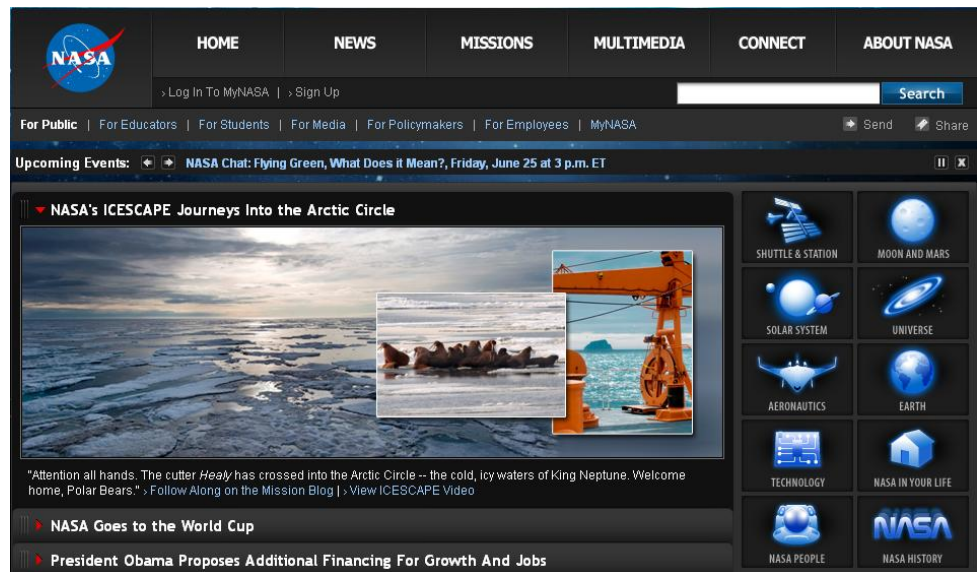 NASA
HOME NEWS MISSIONS MULTIMEDIA CONNECT ABOUT NASA
› Log In To MyNASA | › Sign Up Search
For Public | For Educators | For Students | For Media | For Policymakers | For Employees | MyNASA Send Share
Upcoming Events: NASA Chat: Flying Green, What Does it Mean?, Friday, June 25 at 3 p.m. ET
NASA's ICESCAPE Journeys Into the Arctic Circle
SHUTTLE & STATION MOON AND MARS
SOLAR SYSTEM UNIVERSE
AERONAUTICS EARTH
"Attention all hands. The cutter Healy has crossed into the Arctic Circle -- the cold, icy waters of King Neptune. Welcome
home, Polar Bears." › Follow Along on the Mission Blog | › View ICESCAPE Video
TECHNOLOGY NASA IN YOUR LIFE
NASA Goes to the World Cup
NASA
President Obama Proposes Additional Financing For Growth And Jobs
NASA PEOPLE NASA HISTORY